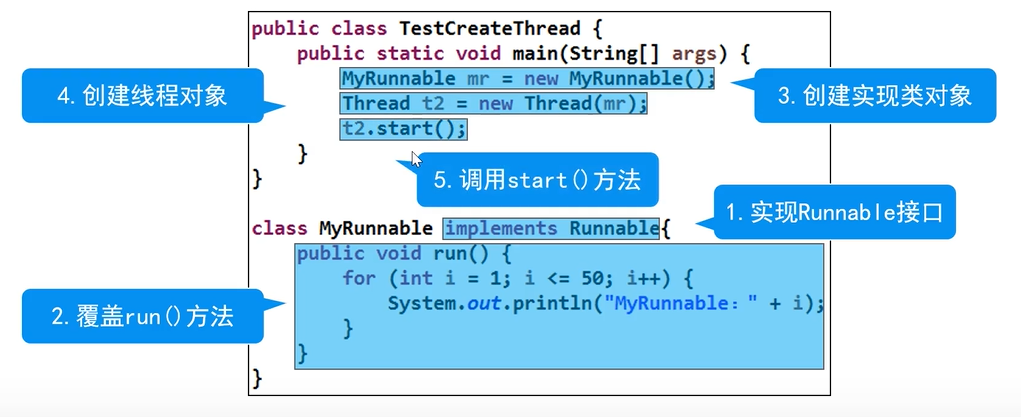 public class TestCreateThread {
public static void main(String[] args) {
MyRunnable mr = new MyRunnable();
Thread t2 = new Thread(mr);
t2.start();
}
}
class MyRunnable implements Runnable{
public void run() {
for (int i = 1; i <= 50; i++) {
System.out.println("MyRunnable：" + i);
}
}
}
4.创建线程对象
3.创建实现类对象
5.调用start()方法
1.实现Runnable接口
2.覆盖run()方法